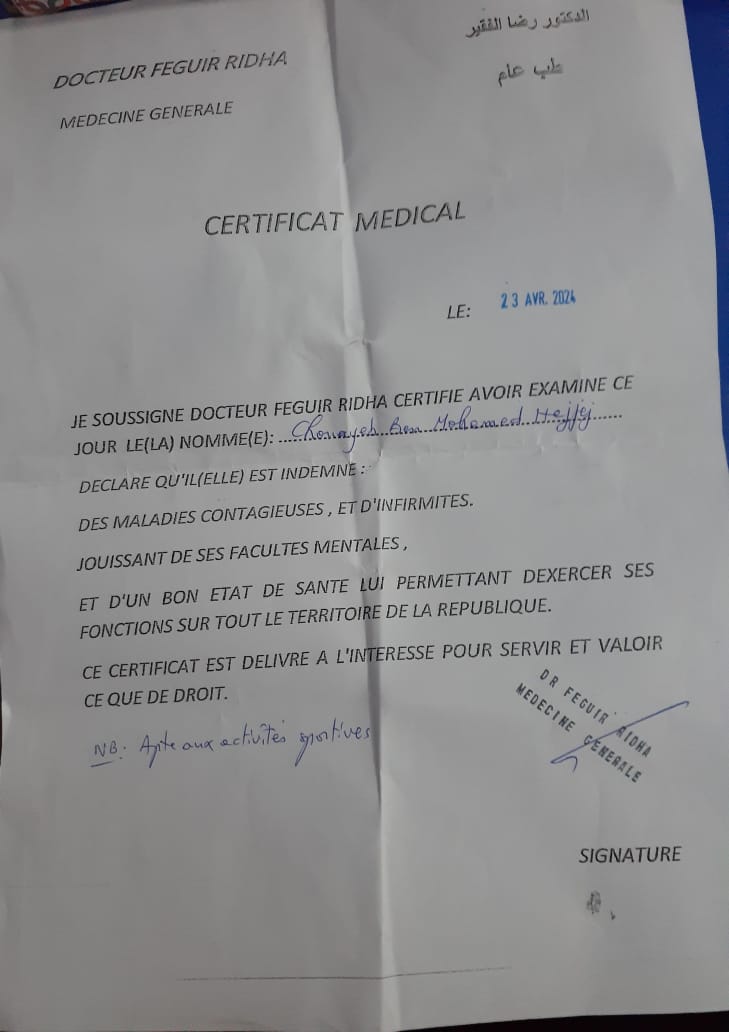 الدكتور رضا الفقير
طب عام
DOCTEUR FEGUIR RIDHA
MEDECINE GENERALE
CERTIFICAT MEDICAL
LE: 23 AVR. 2024
JE SOUSSIGNE DOCTEUR FEGUIR RIDHA CERTIFIE AVOIR EXAMINE CE
JOUR LE(LA) NOMME(E): ....Chouayeb Ben Mohamed Hejjej......
DECLARE QU'IL(ELLE) EST INDEMNE :
DES MALADIES CONTAGIEUSES , ET D'INFIRMITES.
JOUISSANT DE SES FACULTES MENTALES ,
ET D'UN BON ETAT DE SANTE LUI PERMETTANT DEXERCER SES
FONCTIONS SUR TOUT LE TERRITOIRE DE LA REPUBLIQUE.
CE CERTIFICAT EST DELIVRE A L'INTERESSE POUR SERVIR ET VALOIR
CE QUE DE DROIT.
DR FEGUIR RIDHA
MEDECINE GENERALE
NB: Apte aux activités sportives
SIGNATURE